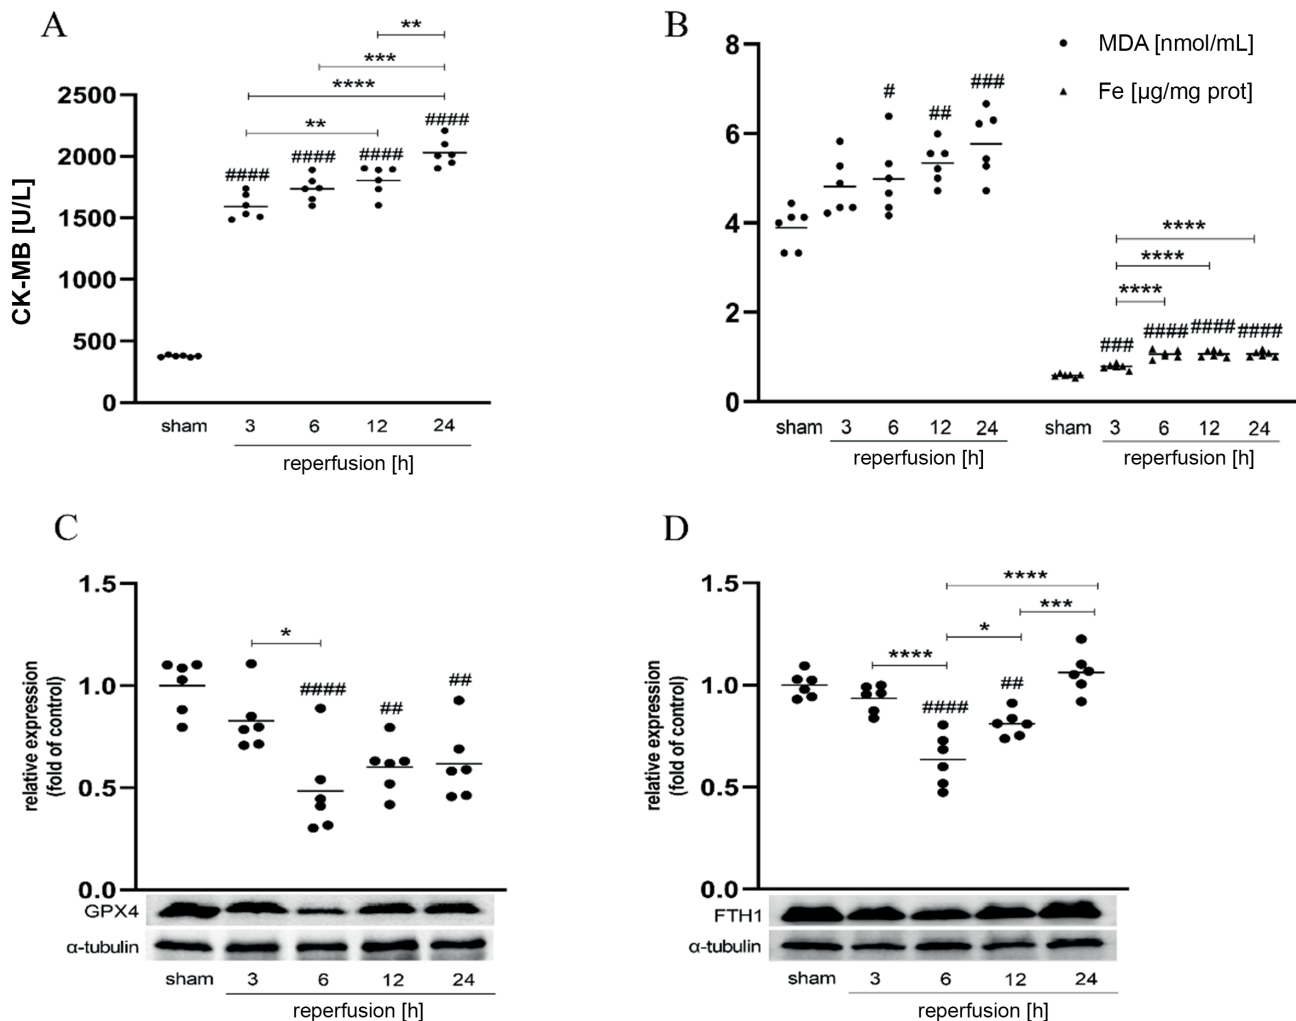 A
**
***
****
**
####
####
####
####
2500
2000
1500
1000
500
0
CK-MB [U/L]
sham 3 6 12 24
reperfusion [h]
B
MDA [nmol/mL]
Fe [µg/mg prot]
8
6
4
2
0
#
##
###
****
****
****
###
####
####
####
sham 3 6 12 24 sham 3 6 12 24
reperfusion [h] reperfusion [h]
C
1.5
1.0
0.5
0.0
relative expression
(fold of control)
*
####
##
##
GPX4
α-tubulin
sham 3 6 12 24
reperfusion [h]
D
1.5
1.0
0.5
0.0
relative expression
(fold of control)
****
***
*
****
####
##
FTH1
α-tubulin
sham 3 6 12 24
reperfusion [h]